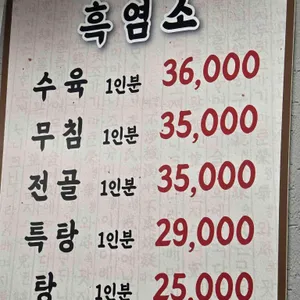 흑염소
수육 1인분 36,000
무침 1인분 35,000
전골 1인분 35,000
특탕 1인분 29,000
탕 1인분 25,000